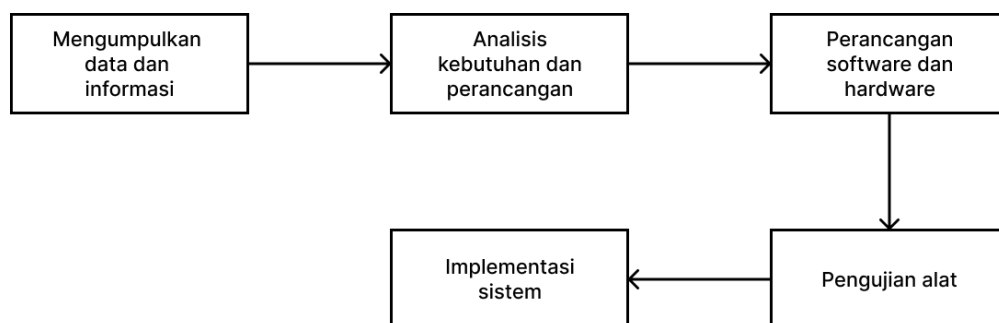 Mengumpulkan
data dan
informasi
Analisis
kebutuhan dan
perancangan
Perancangan
software dan
hardware
Pengujian alat
Implementasi
sistem